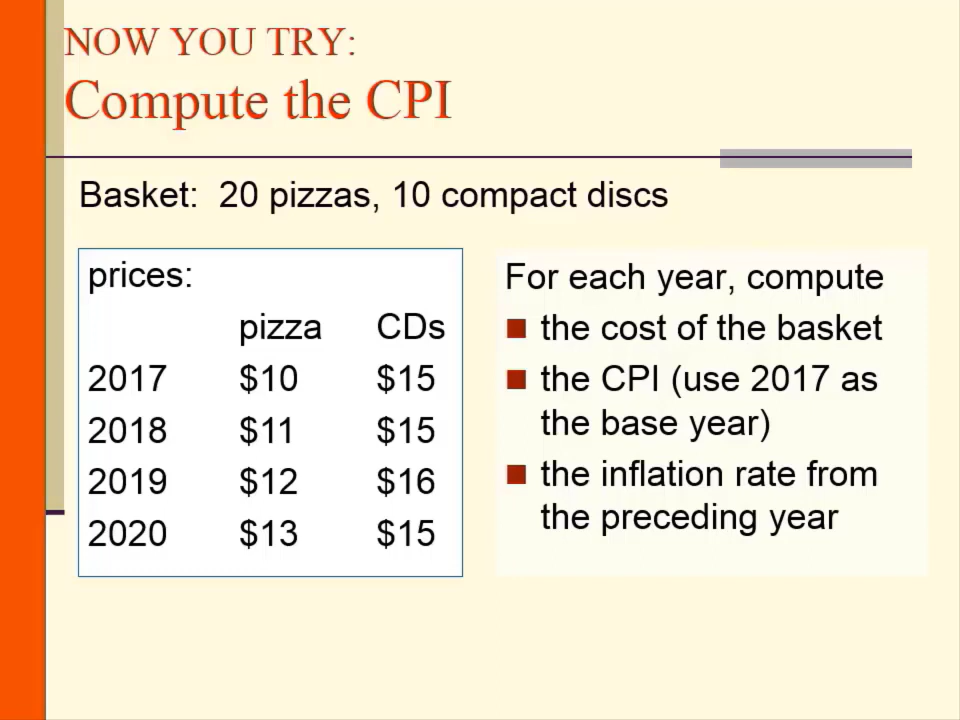 NOW YOU TRY:
Compute the CPI
Basket: 20 pizzas, 10 compact discs
prices:
pizza CDs
2017 $10 $15
2018 $11 $15
2019 $12 $16
2020 $13 $15
For each year, compute
the cost of the basket
the CPI (use 2017 as
the base year)
the inflation rate from
the preceding year